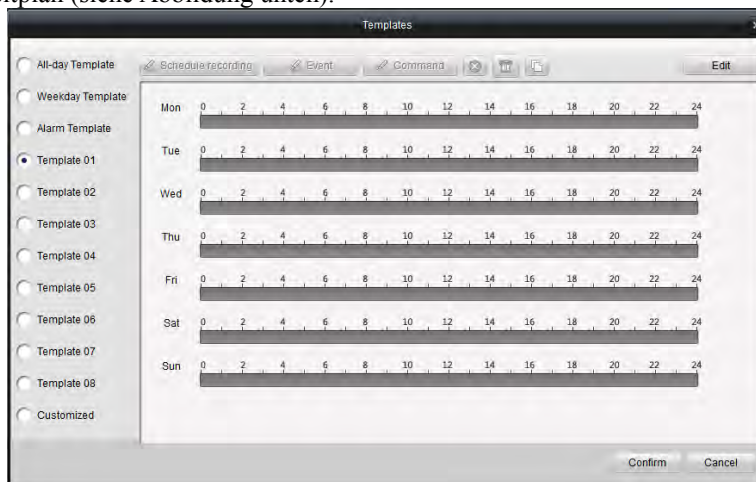 (siehe Abbildung unten).
Templates
All-day Template
Weekday Template
Alarm Template
Template 01
Template 02
Template 03
Template 04
Template 05
Template 06
Template 07
Template 08
Customized
Schedule recording Event Command Edit
Mon 0 2 4 6 8 10 12 14 16 18 20 22 24
Tue 0 2 4 6 8 10 12 14 16 18 20 22 24
Wed 0 2 4 6 8 10 12 14 16 18 20 22 24
Thu 0 2 4 6 8 10 12 14 16 18 20 22 24
Fri 0 2 4 6 8 10 12 14 16 18 20 22 24
Sat 0 2 4 6 8 10 12 14 16 18 20 22 24
Sun 0 2 4 6 8 10 12 14 16 18 20 22 24
Confirm Cancel